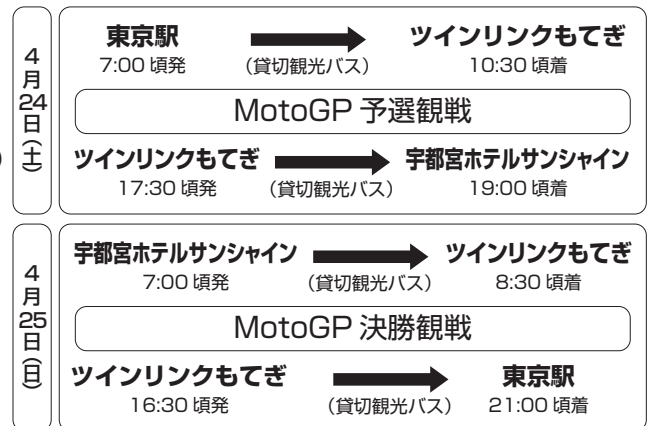 4月24日(土)
東京駅 ツインリンクもてぎ
7:00 頃発 (貸切観光バス) 10:30 頃着
MotoGP 予選観戦
ツインリンクもてぎ 宇都宮ホテルサンシャイン
17:30 頃発 (貸切観光バス) 19:00 頃着
4月25日(日)
宇都宮ホテルサンシャイン ツインリンクもてぎ
7:00 頃発 (貸切観光バス) 8:30 頃着
MotoGP 決勝観戦
ツインリンクもてぎ 東京駅
16:30 頃発 (貸切観光バス) 21:00 頃着